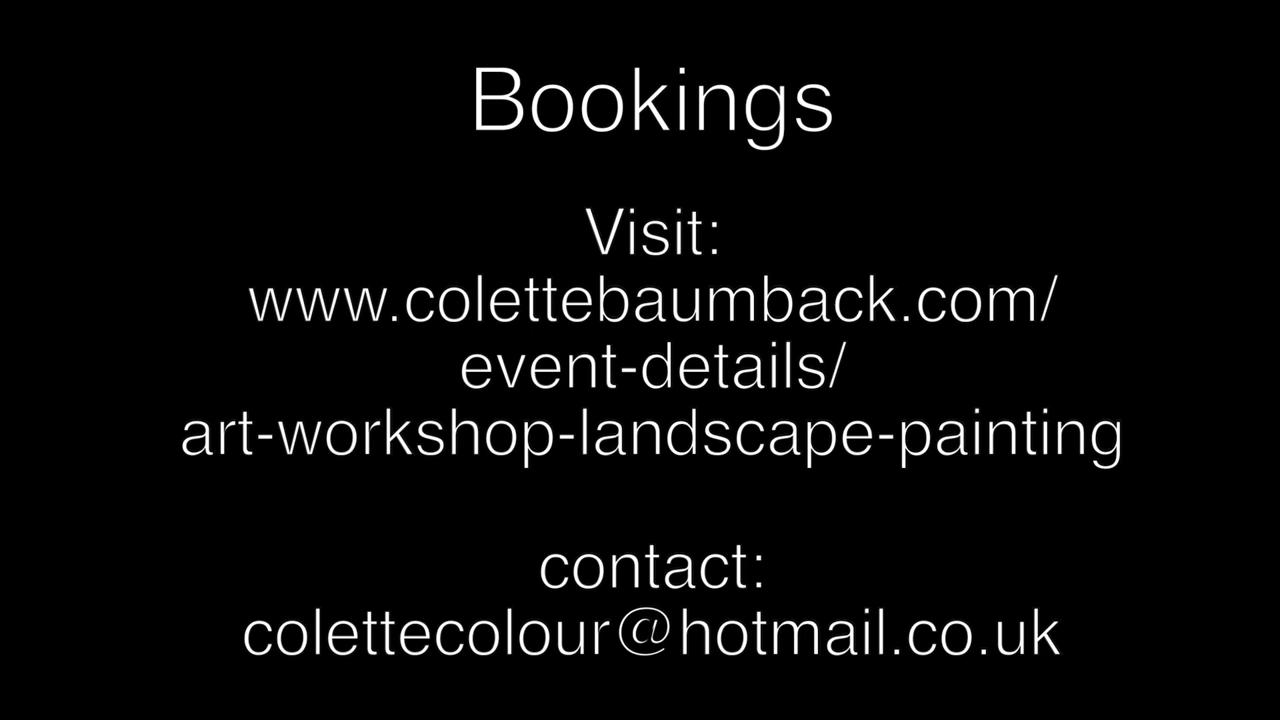 Bookings
Visit:
www.colettebaumback.com/
event-details/
art-workshop-landscape-painting
contact:
colettecolour@hotmail.co.uk